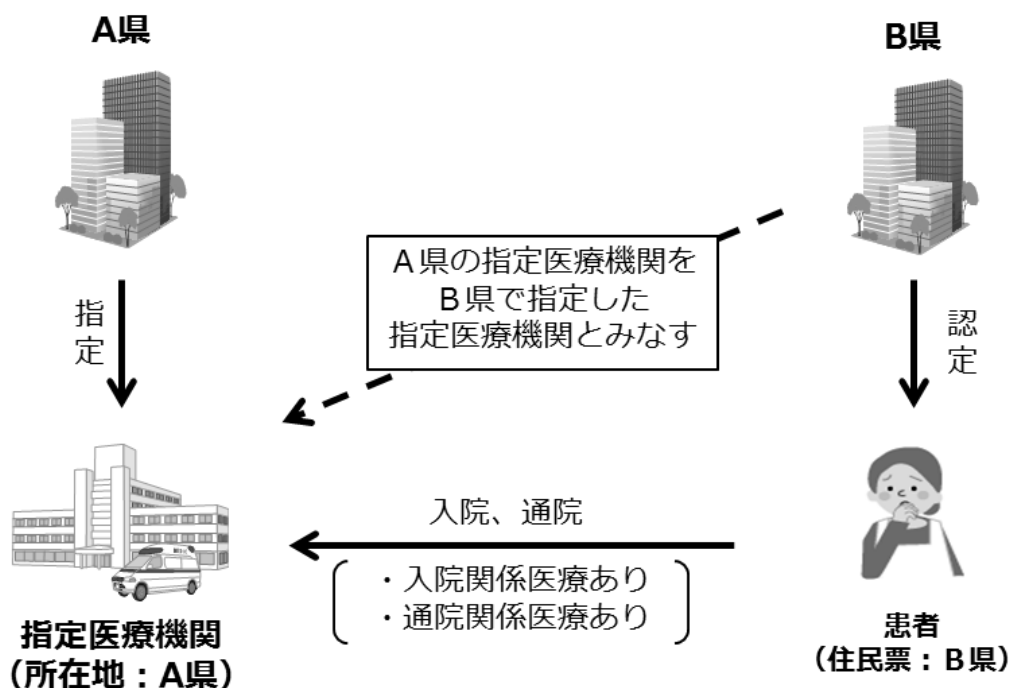 A県
B県
A県の指定医療機関を
B県で指定した
指定医療機関とみなす
指定
認定
入院、通院
・入院関係医療あり
・通院関係医療あり
指定医療機関
（所在地：A県）
患者
（住民票：B県）